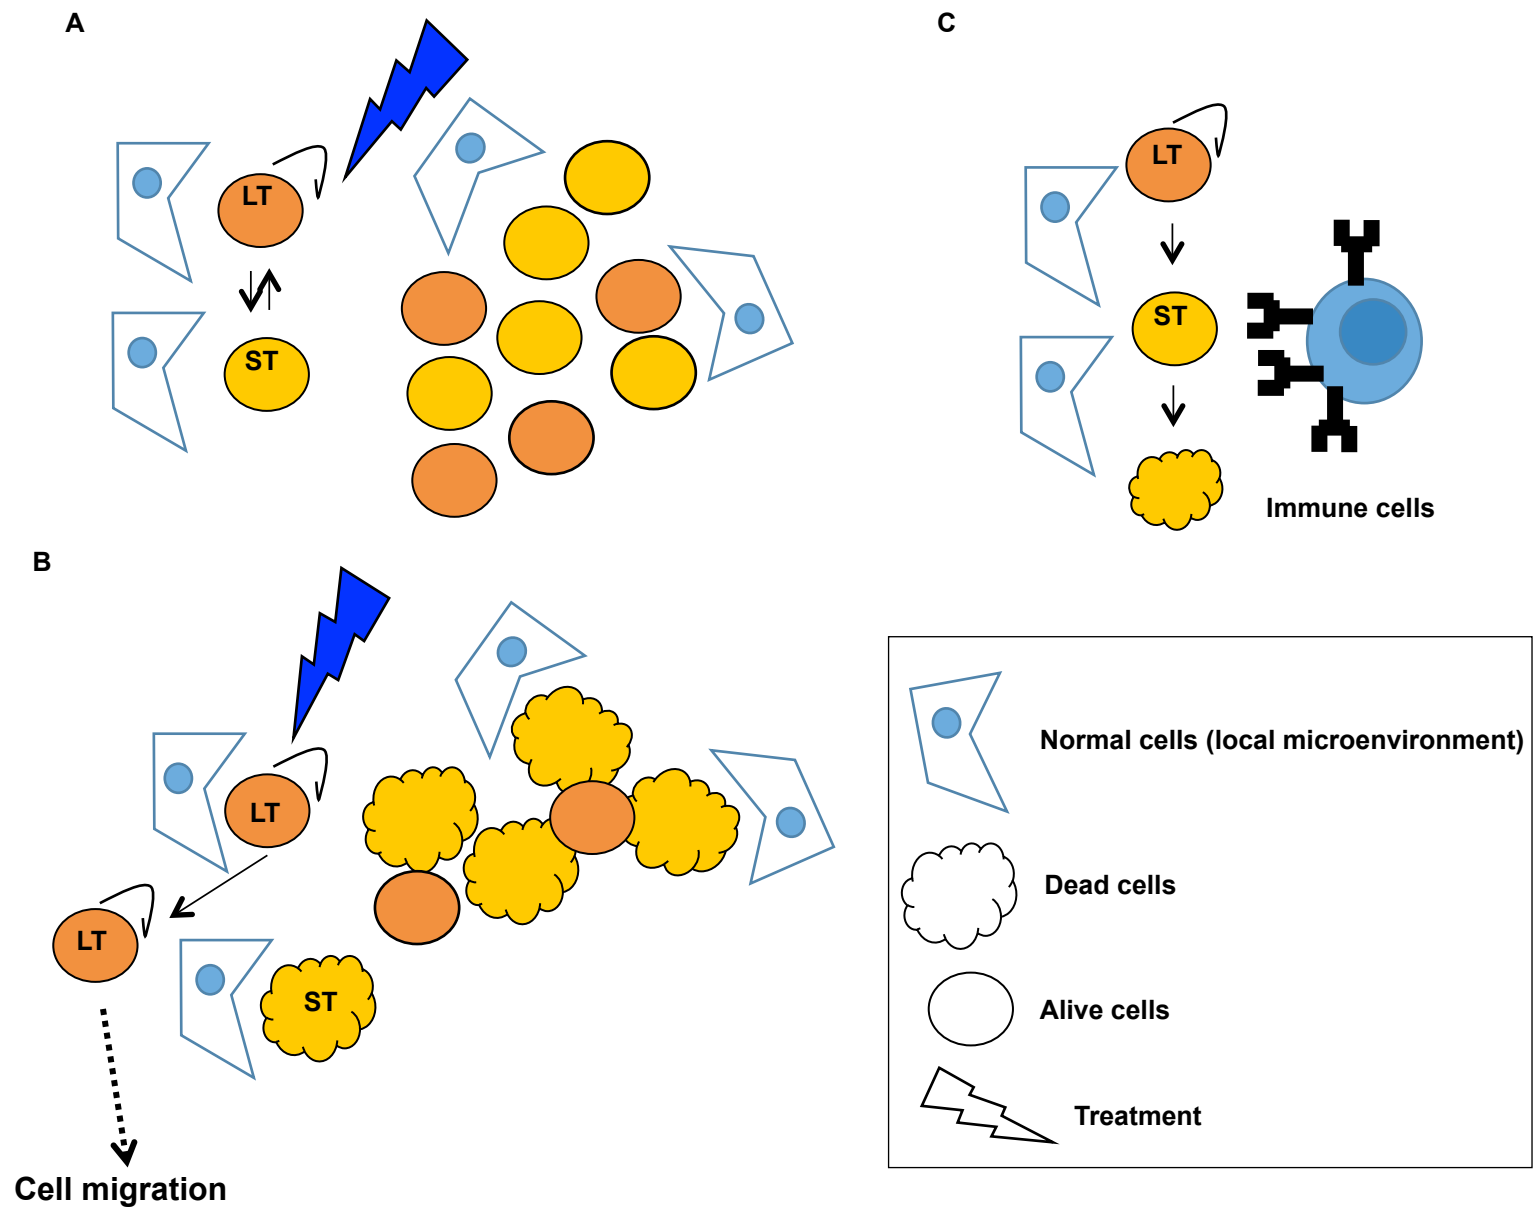 A
LT
ST
C
LT
ST
Immune cells
B
LT
LT
ST
Cell migration
Normal cells (local microenvironment)
Dead cells
Alive cells
Treatment